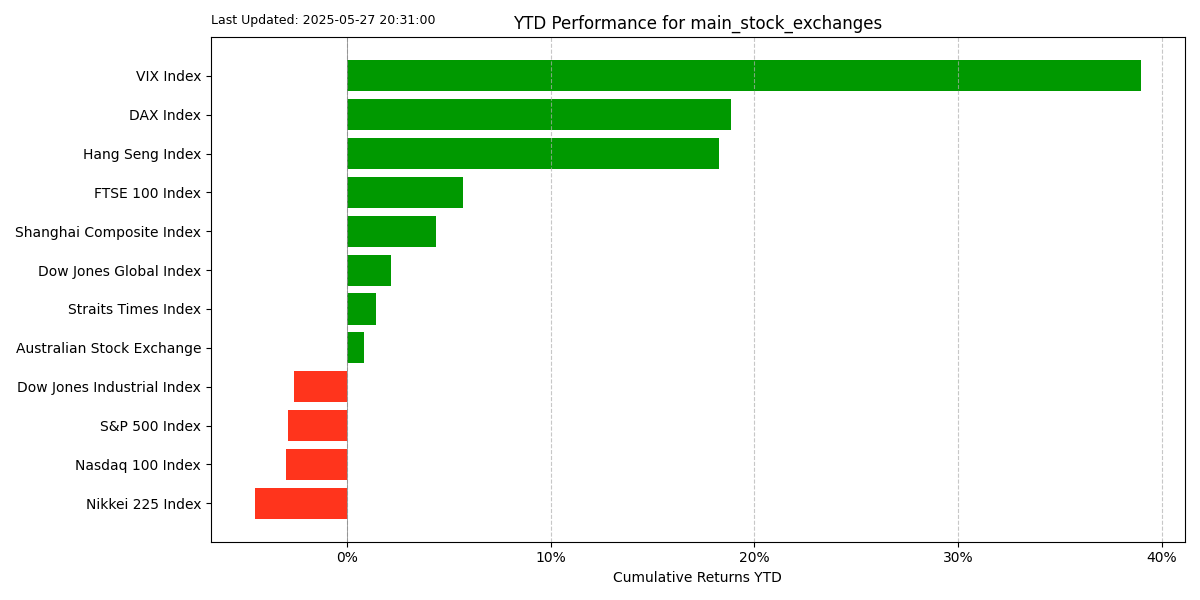 Last Updated: 2025-05-27 20:31:00
YTD Performance for main_stock_exchanges
VIX Index
DAX Index
Hang Seng Index
FTSE 100 Index
Shanghai Composite Index
Dow Jones Global Index
Straits Times Index
Australian Stock Exchange
Dow Jones Industrial Index
S&P 500 Index
Nasdaq 100 Index
Nikkei 225 Index
0% 10% 20% 30% 40%
Cumulative Returns YTD